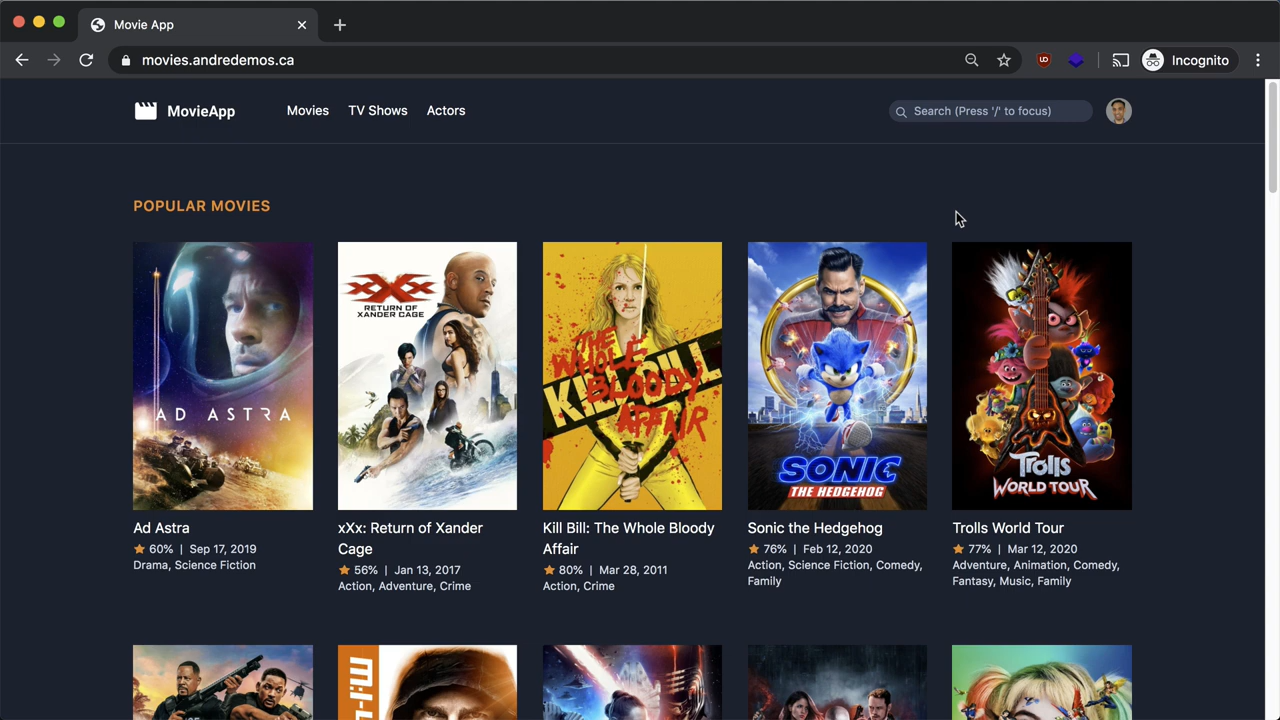 Movie App
movies.andredemos.ca
UD
Incognito
MovieApp
Movies
TV Shows
Actors
Search (Press '/' to focus)
POPULAR MOVIES
AD ASTRA
xXx
RETURN OF
XANDER CAGE
THE
WHOLE
BLOODY
AFFAIR
KILL BILL
SONIC
THE HEDGEHOG
Trolls
WORLD TOUR
Ad Astra
60% | Sep 17, 2019
Drama, Science Fiction
xXx: Return of Xander
Cage
56% | Jan 13, 2017
Action, Adventure, Crime
Kill Bill: The Whole Bloody
Affair
80% | Mar 28, 2011
Action, Crime
Sonic the Hedgehog
76% | Feb 12, 2020
Action, Science Fiction, Comedy,
Family
Trolls World Tour
77% | Mar 12, 2020
Adventure, Animation, Comedy,
Fantasy, Music, Family